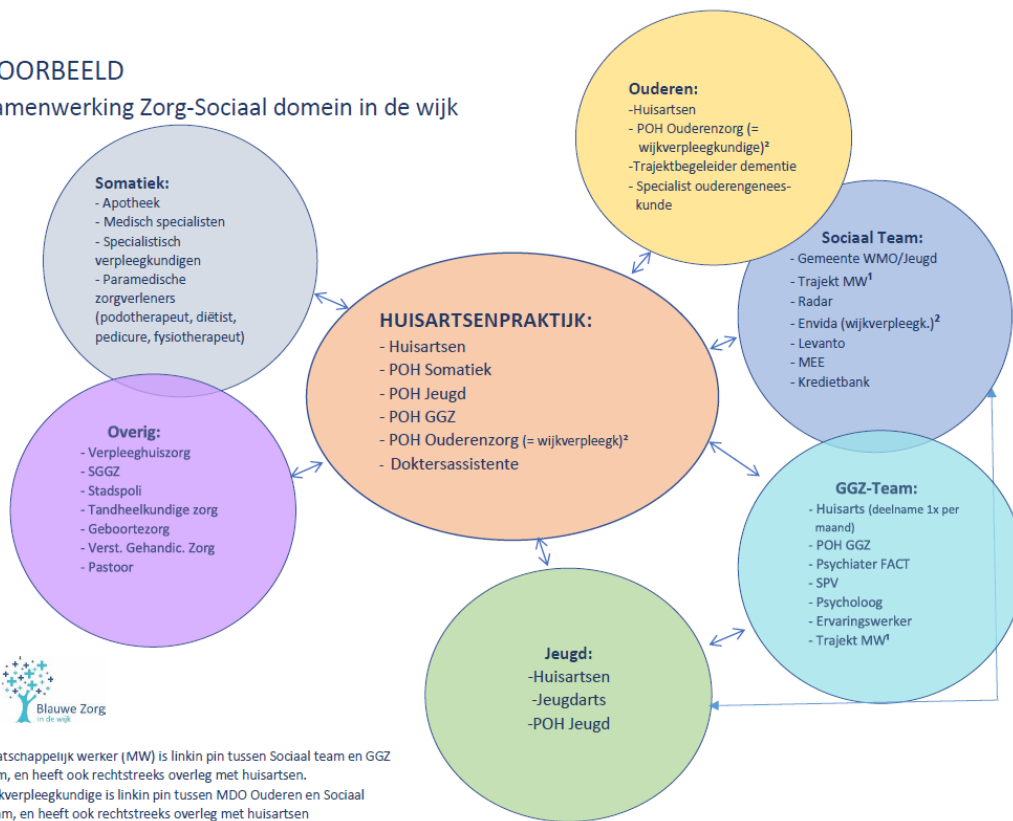 OORBEELD
amenwerking Zorg-Sociaal domein in de wijk
Somatiek:
- Apotheek
- Medisch specialisten
- Specialistisch
verpleegkundigen
- Paramedische
zorgverleners
(podotherapeut, diëtist,
pedicure, fysiotherapeut)
Ouderen:
-Huisartsen
- POH Ouderenzorg (=
wijkverpleegkundige)²
-Trajektbegeleider dementie
- Specialist ouderengenees-
kunde
Sociaal Team:
- Gemeente WMO/Jeugd
- Trajekt MW¹
- Radar
- Envida (wijkverpleegk.)²
- Levanto
- MEE
- Kredietbank
HUISARTSENPRAKTIJK:
- Huisartsen
- POH Somatiek
- POH Jeugd
- POH GGZ
- POH Ouderenzorg (= wijkverpleegk)²
- Doktersassistente
Overig:
- Verpleeghuiszorg
- SGGZ
- Stadspoli
- Tandheelkundige zorg
- Geboortezorg
- Verst. Gehandic. Zorg
- Pastoor
GGZ-Team:
- Huisarts (deelname 1x per
maand)
- POH GGZ
- Psychiater FACT
- SPV
- Psycholoog
- Ervaringswerker
- Trajekt MW¹
Jeugd:
-Huisartsen
-Jeugdarts
-POH Jeugd
Blauwe Zorg
in de wijk
atschappelijk werker (MW) is linkin pin tussen Sociaal team en GGZ
m, en heeft ook rechtstreeks overleg met huisartsen.
kverpleegkundige is linkin pin tussen MDO Ouderen en Sociaal
am, en heeft ook rechtstreeks overleg met huisartsen